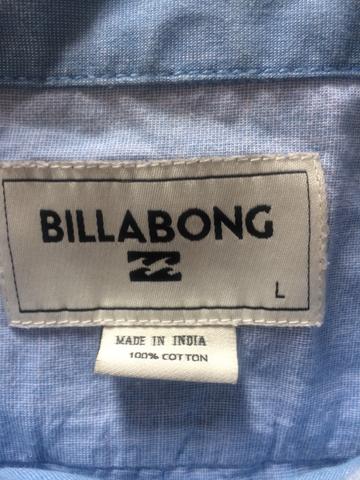 BILLABONG
L
MADE IN INDIA
100% COTTON